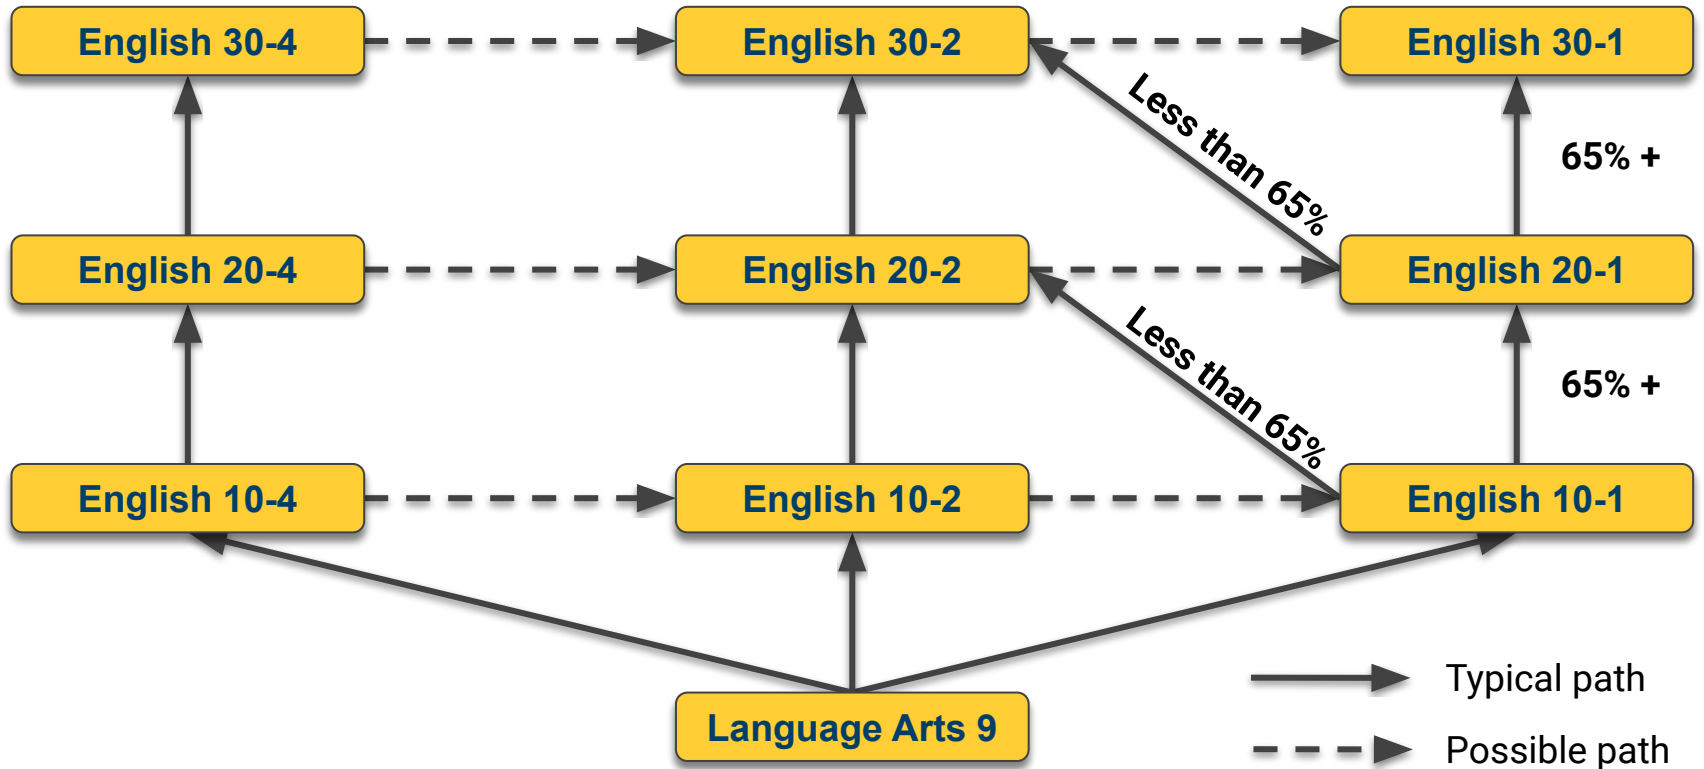 English 30-4
English 30-2
English 30-1
Less than 65%
65% +
English 20-4
English 20-2
English 20-1
Less than 65%
65% +
English 10-4
English 10-2
English 10-1
Language Arts 9
Typical path
Possible path